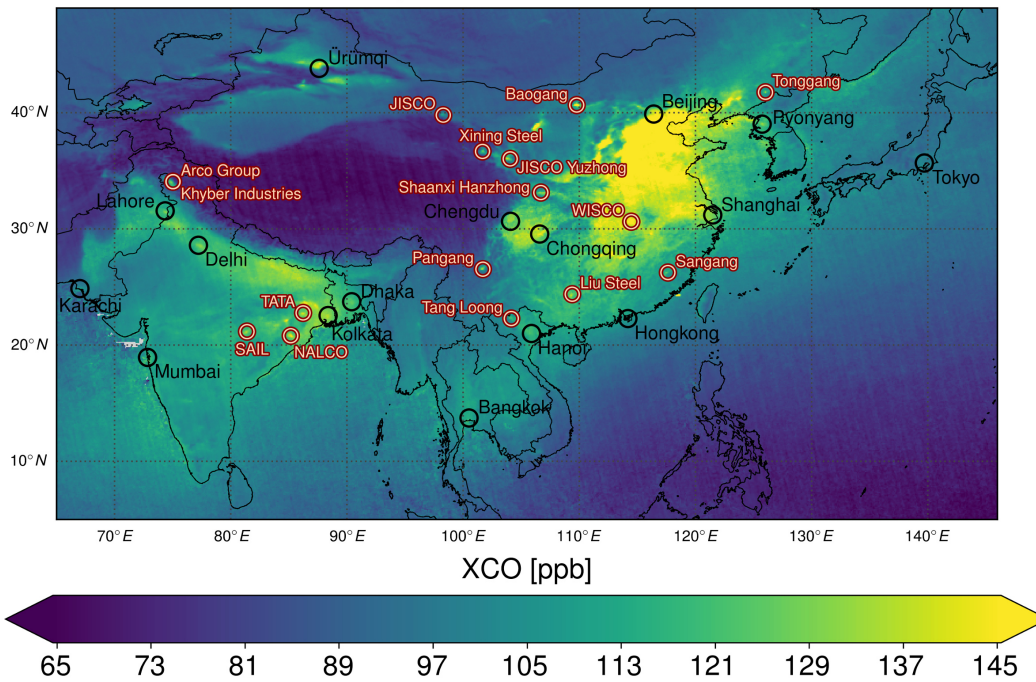 Ürümqi
Tonggang
40°N
JISCO
Baogang
Beijing
Pyonyang
Xining Steel
JISCO Yuzhong
Arco Group
Khyber Industries
Shaanxi Hanzhong
Tokyo
Lahore
Chengdu
WISCO
Shanghai
30°N
Chongqing
Delhi
Pangang
Sangang
Karachi
Dhaka
Liu Steel
TATA
Tang Loong
Kolkata
Hongkong
20°N
SAIL
NALCO
Hanoi
Mumbai
Bangkok
10°N
70°E 80°E 90°E 100°E 110°E 120°E 130°E 140°E
XCO [ppb]
65 73 81 89 97 105 113 121 129 137 145